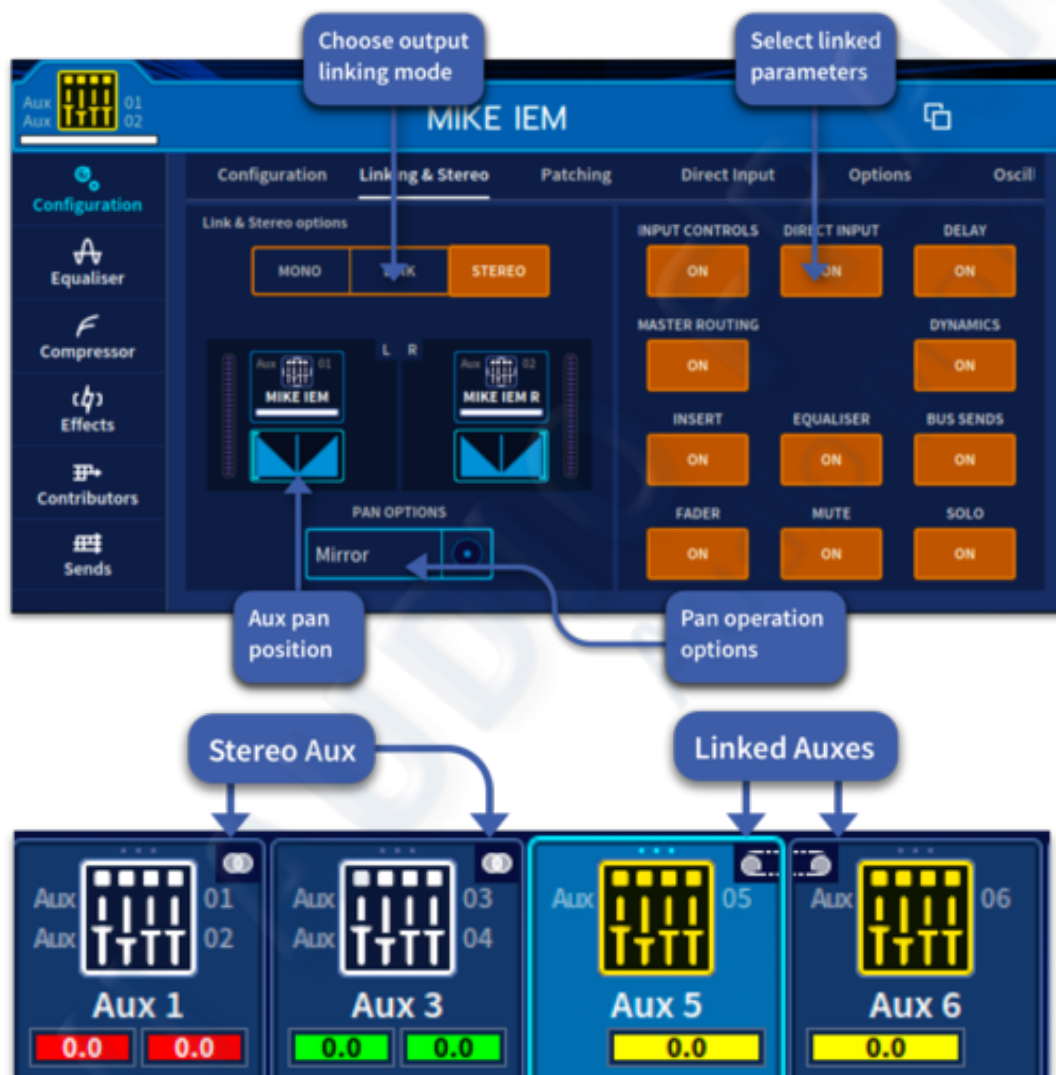 Choose output
linking mode
Select linked
parameters
Aux 01
Aux 02
MIKE IEM
Configuration
Equaliser
Compressor
Effects
Contributors
Sends
Configuration Linking & Stereo Patching Direct Input Options Oscill
Link & Stereo options
MONO LINK STEREO
L R
Aux 01
MIKE IEM
Aux 02
MIKE IEM R
PAN OPTIONS
Mirror
INPUT CONTROLS DIRECT INPUT DELAY
ON ON ON
MASTER ROUTING DYNAMICS
ON ON
INSERT EQUALISER BUS SENDS
ON ON ON
FADER MUTE SOLO
ON ON ON
Aux pan
position
Pan operation
options
Stereo Aux
Linked Auxes
Aux 01
Aux 02
Aux 1
0.0 0.0
Aux 03
Aux 04
Aux 3
0.0 0.0
Aux 05
Aux 5
0.0
Aux 06
Aux 6
0.0